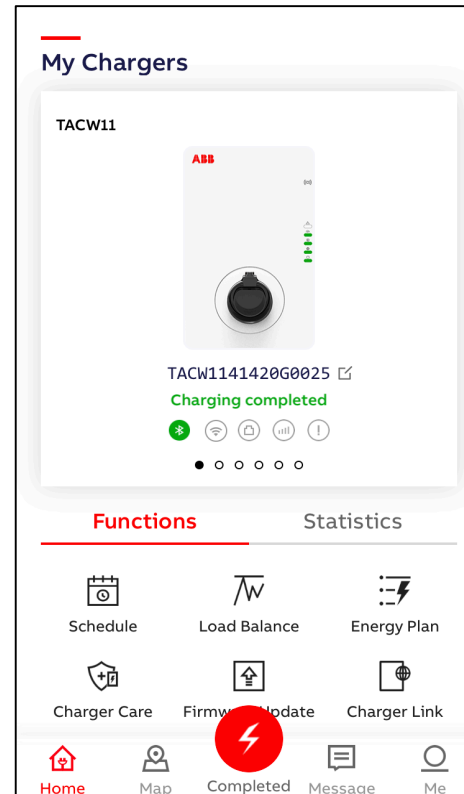 My Chargers
TACW11
ABB
TACW1141420G0025
Charging completed
Functions Statistics
Schedule Load Balance Energy Plan
Charger Care Firmware Update Charger Link
Home Map Completed Message Me